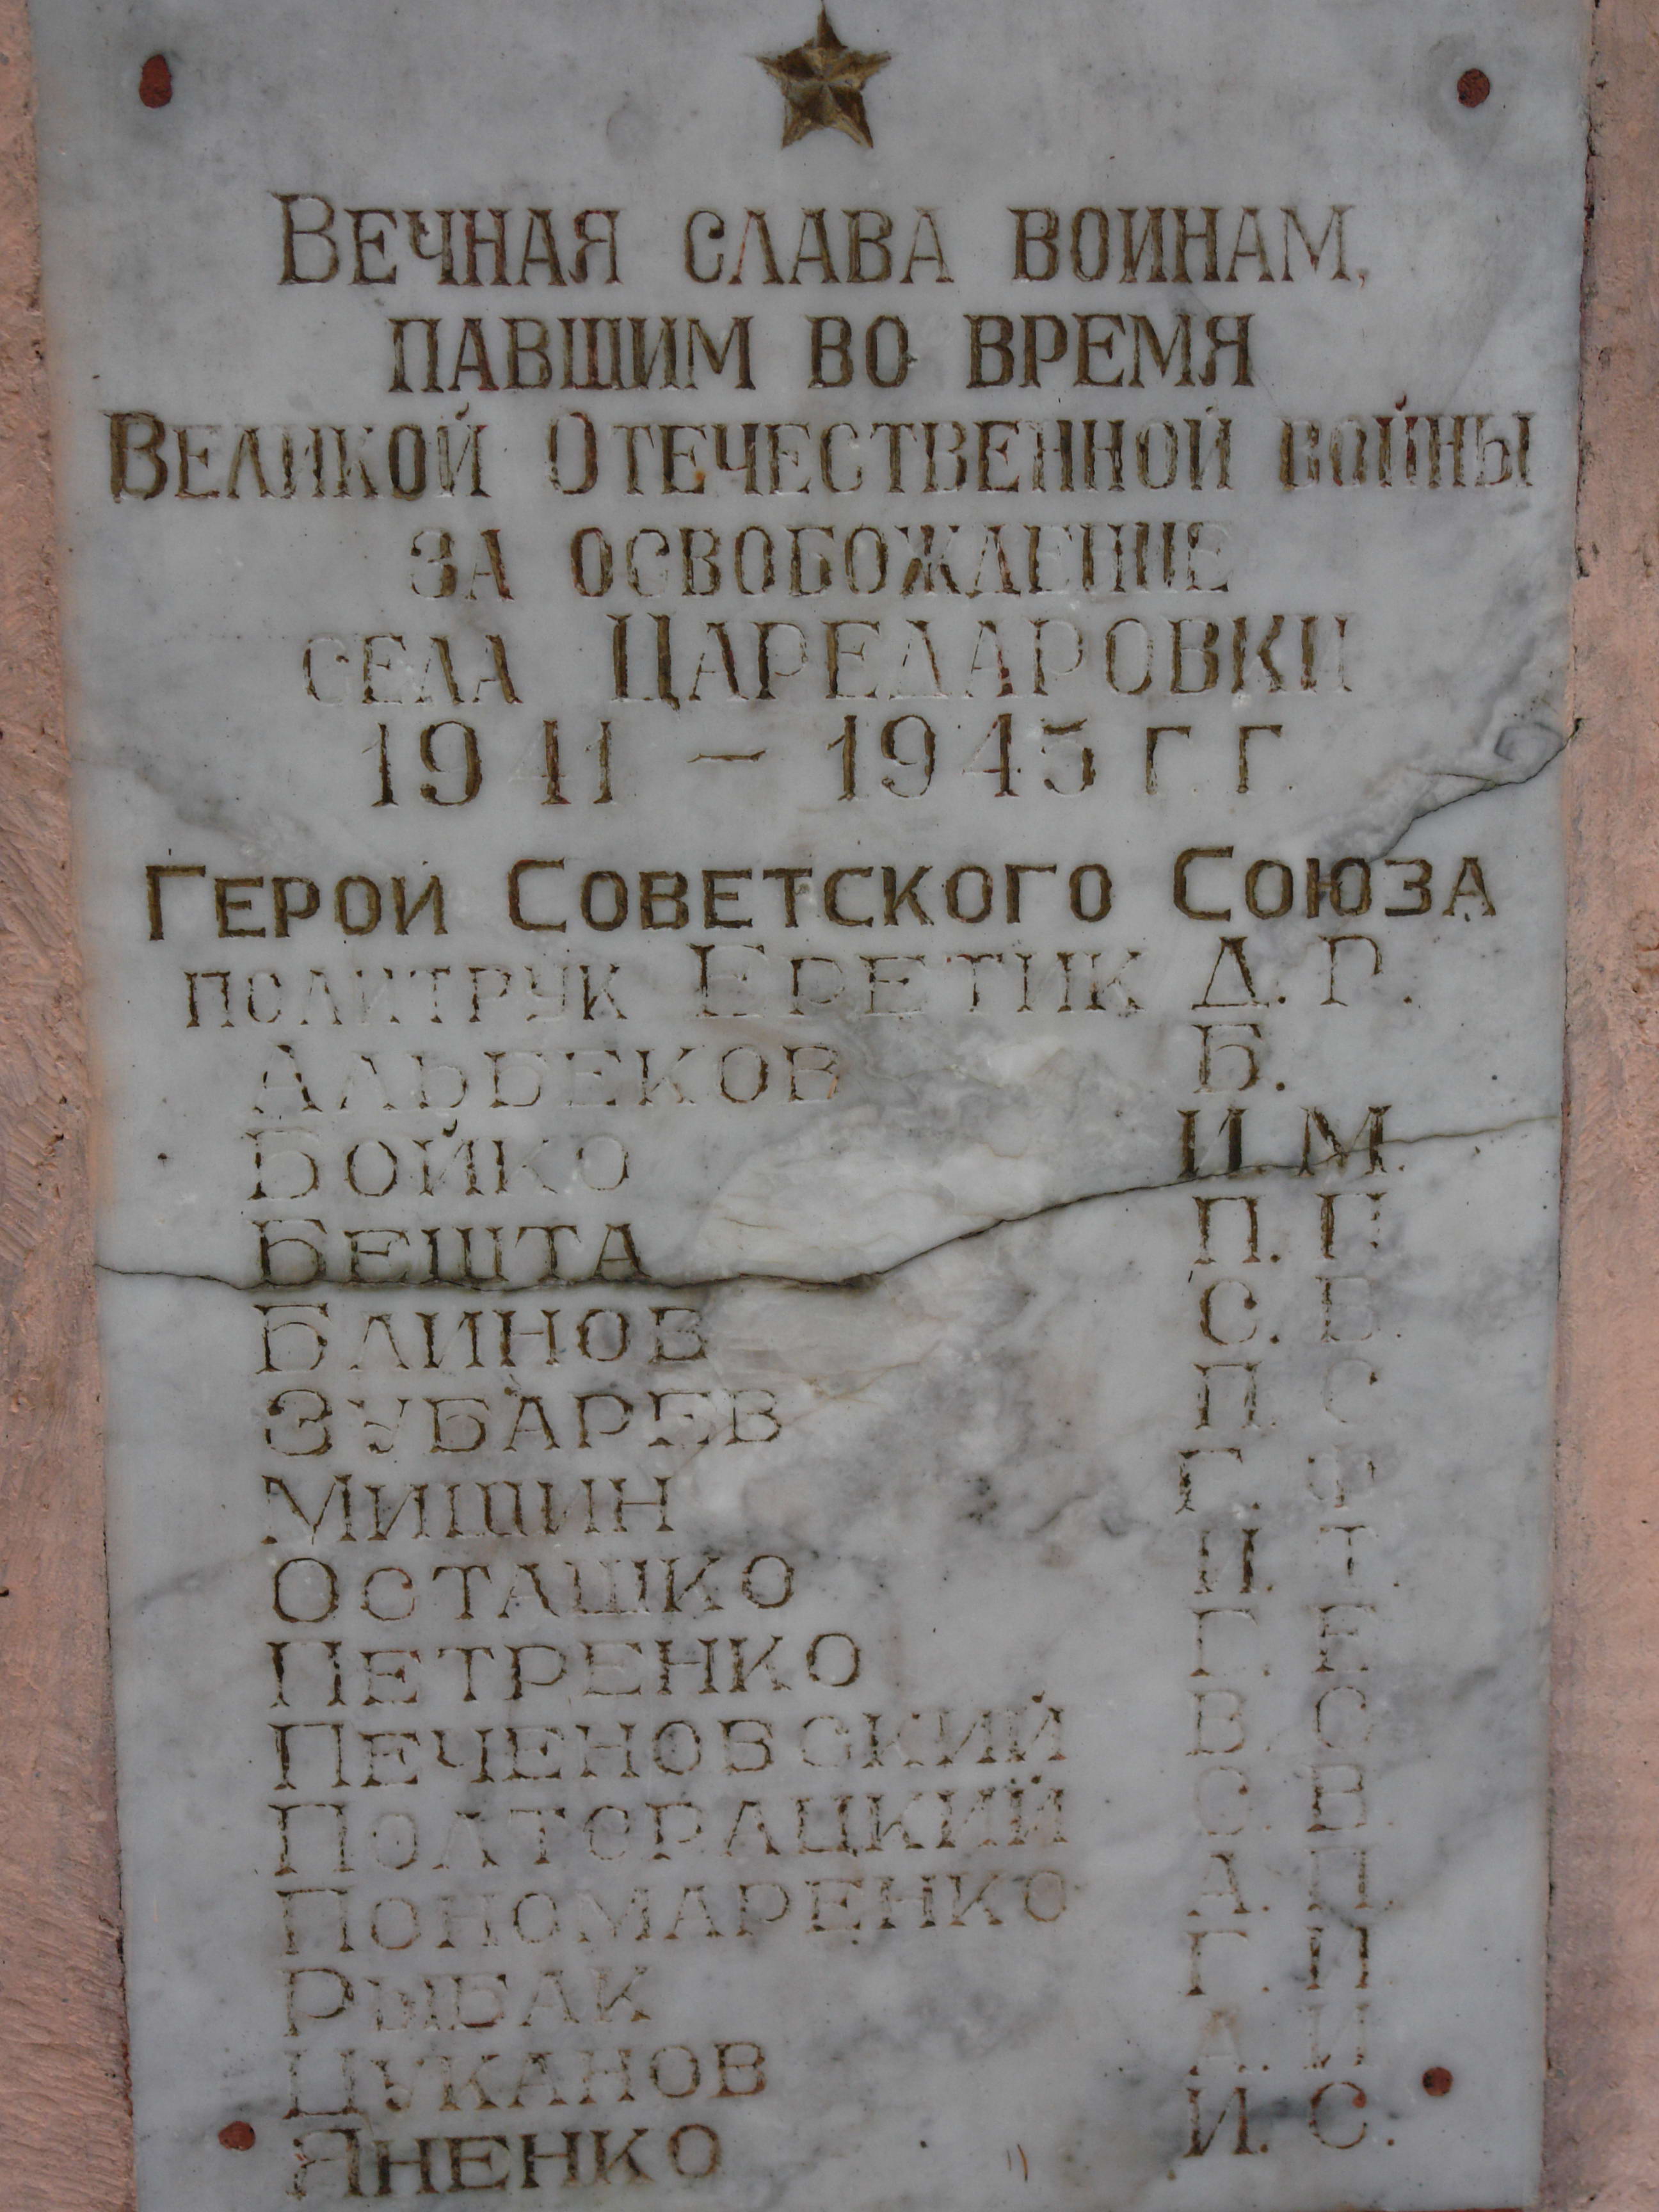 ВЕЧНАЯ СЛАВА ВОИНАМ,
ПАВШИМ ВО ВРЕМЯ
ВЕЛИКОЙ ОТЕЧЕСТВЕННОЙ ВОЙНЫ
ЗА ОСВОБОЖДЕНИЕ
СЕЛА ЦАРЕДАРОВКИ
1941 – 1945 Г.Г.
ГЕРОИ СОВЕТСКОГО СОЮЗА
ПОЛИТРУК ЕРЕТИК Д. Г.
АЛЬБЕКОВ Б.
БОЙКО И. М.
БЕШТА П. Г.
БЛИНОВ С. В.
ЗУБАРЕВ П. С
МИШИН Г. Ф
ОСТАШКО И. Т.
ПЕТРЕНКО Г. Е
ПЕЧЕНОВСКИЙ В. С
ПОЛТОРАЦКИЙ С. В.
ПОНОМАРЕНКО А. П.
РЫБАК Г. П
ЦУКАНОВ А. И
ЯНЕНКО И. С.